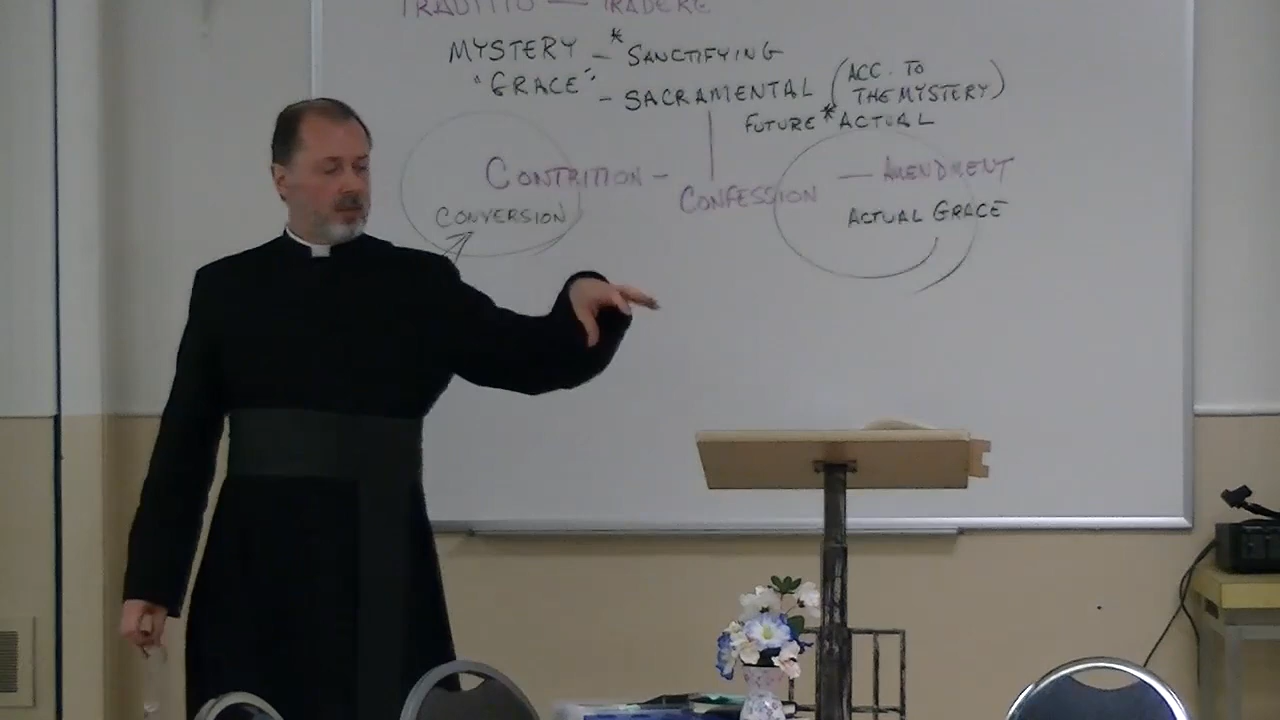 TRADITIO — TRADERE
MYSTERY — * SANCTIFYING
"GRACE" — SACRAMENTAL (ACC. TO THE MYSTERY)
FUTURE * ACTUAL
CONTRITION — CONFESSION — AMENDMENT
CONVERSION
ACTUAL GRACE